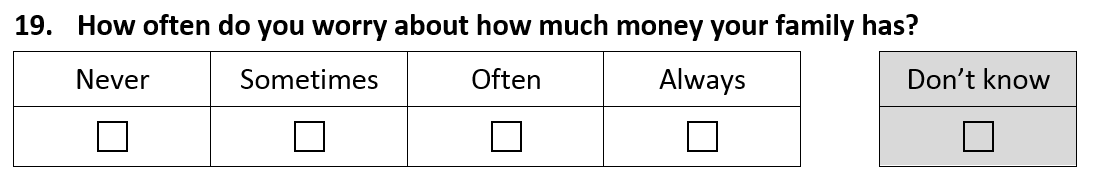 19. How often do you worry about how much money your family has?
Never Sometimes Often Always Don’t know